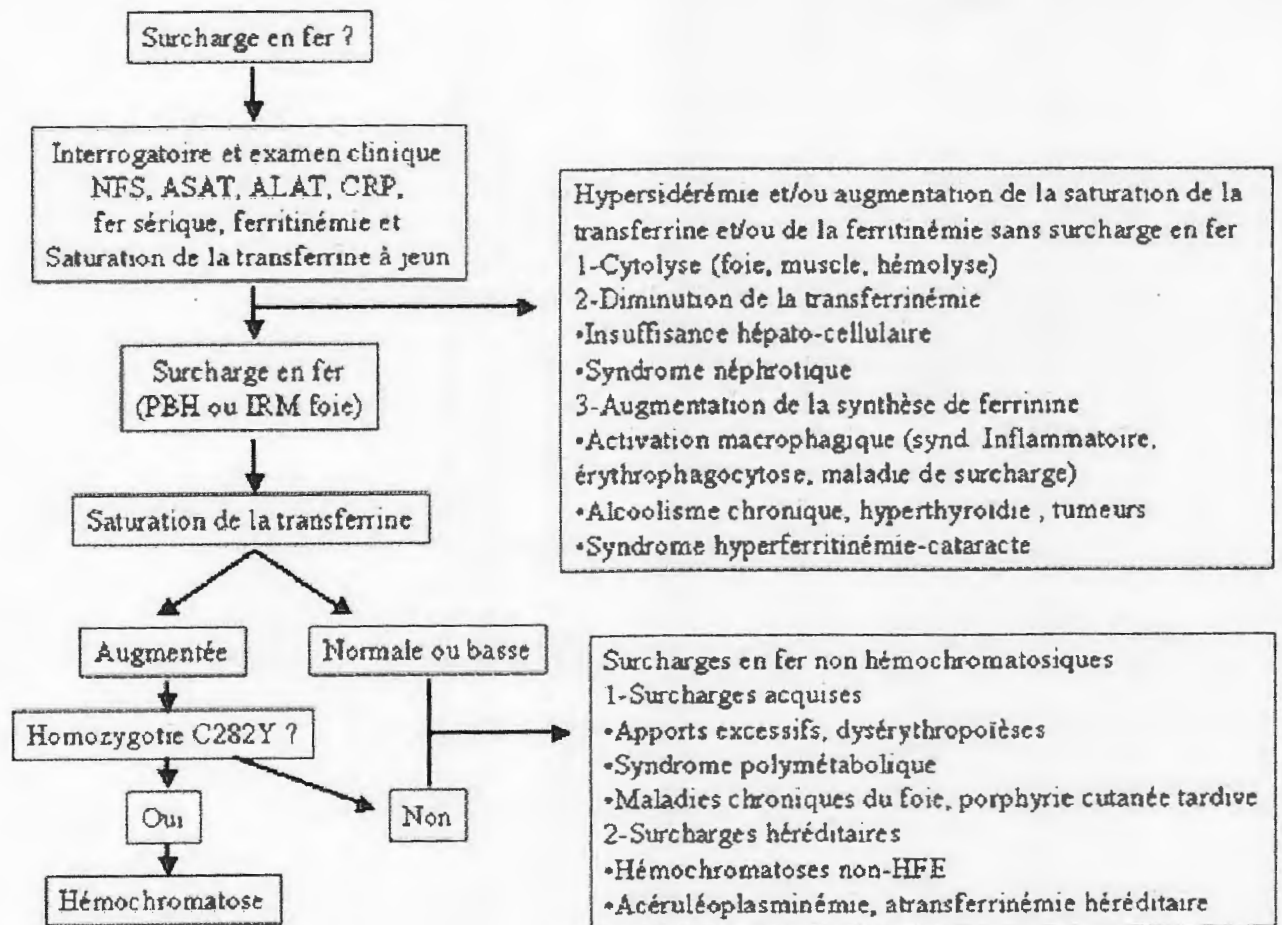 Surcharge en fer ?
Interrogatoire et examen clinique
NFS, ASAT, ALAT, CRP,
fer sérique, ferritinémie et
Saturation de la transferrine à jeun
Hypersidérémie et/ou augmentation de la saturation de la
transferrine et/ou de la ferritinémie sans surcharge en fer
1-Cytolyse (foie, muscle, hémolyse)
2-Diminution de la transferrinémie
•Insuffisance hépato-cellulaire
•Syndrome néphrotique
3-Augmentation de la synthèse de ferrinine
•Activation macrophagique (synd. Inflammatoire,
érythrophagocytose, maladie de surcharge)
•Alcoolisme chronique, hyperthyroidie , tumeurs
•Syndrome hyperferritinémie-cataracte
Surcharge en fer
(PBH ou IRM foie)
Saturation de la transferrine
Augmentée
Normale ou basse
Homozygotie C282Y ?
Oui
Non
Hémochromatose
Surcharges en fer non hémochromatosiques
1-Surcharges acquises
•Apports excessifs, dysérythropoïèses
•Syndrome polymétabolique
•Maladies chroniques du foie, porphyrie cutanée tardive
2-Surcharges héréditaires
•Hémochromatoses non-HFE
•Acéruléoplasminémie, atransferrinémie héréditaire